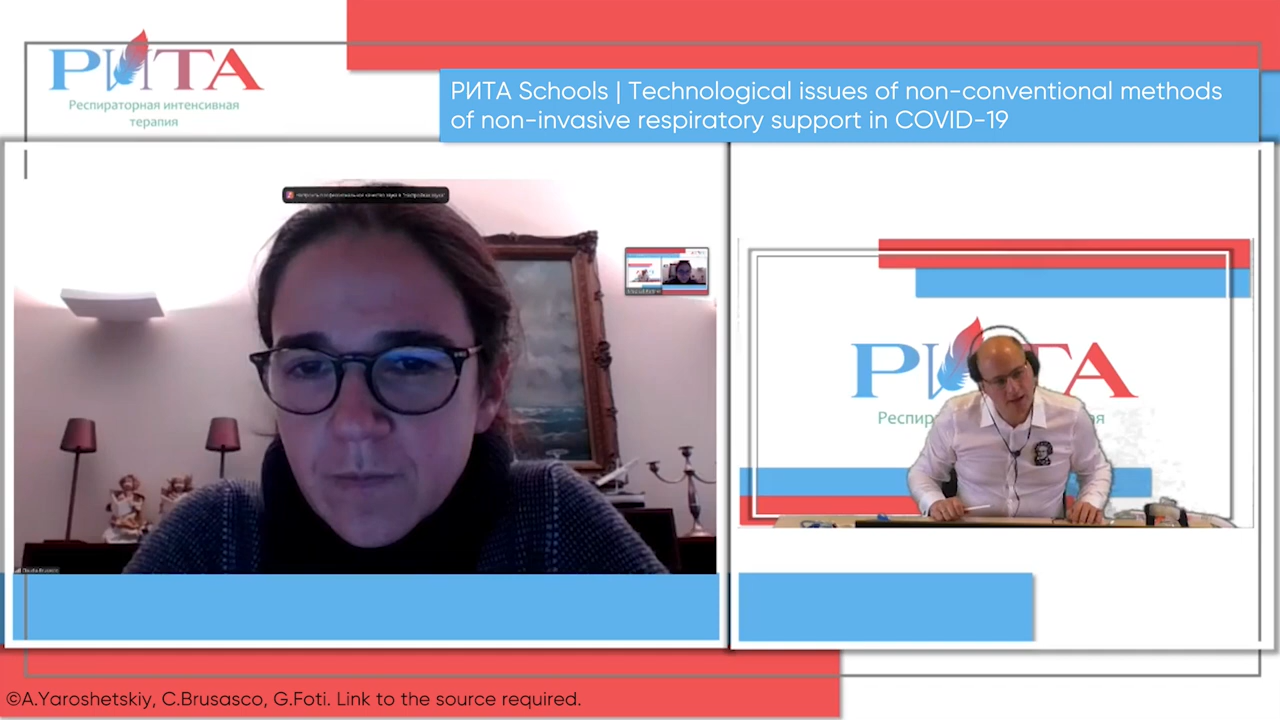 РИТА
Респираторная интенсивная
терапия
РИТА Schools | Technological issues of non-conventional methods
of non-invasive respiratory support in COVID-19
РИТА
©A.Yaroshetskiy, C.Brusasco, G.Foti. Link to the source required.